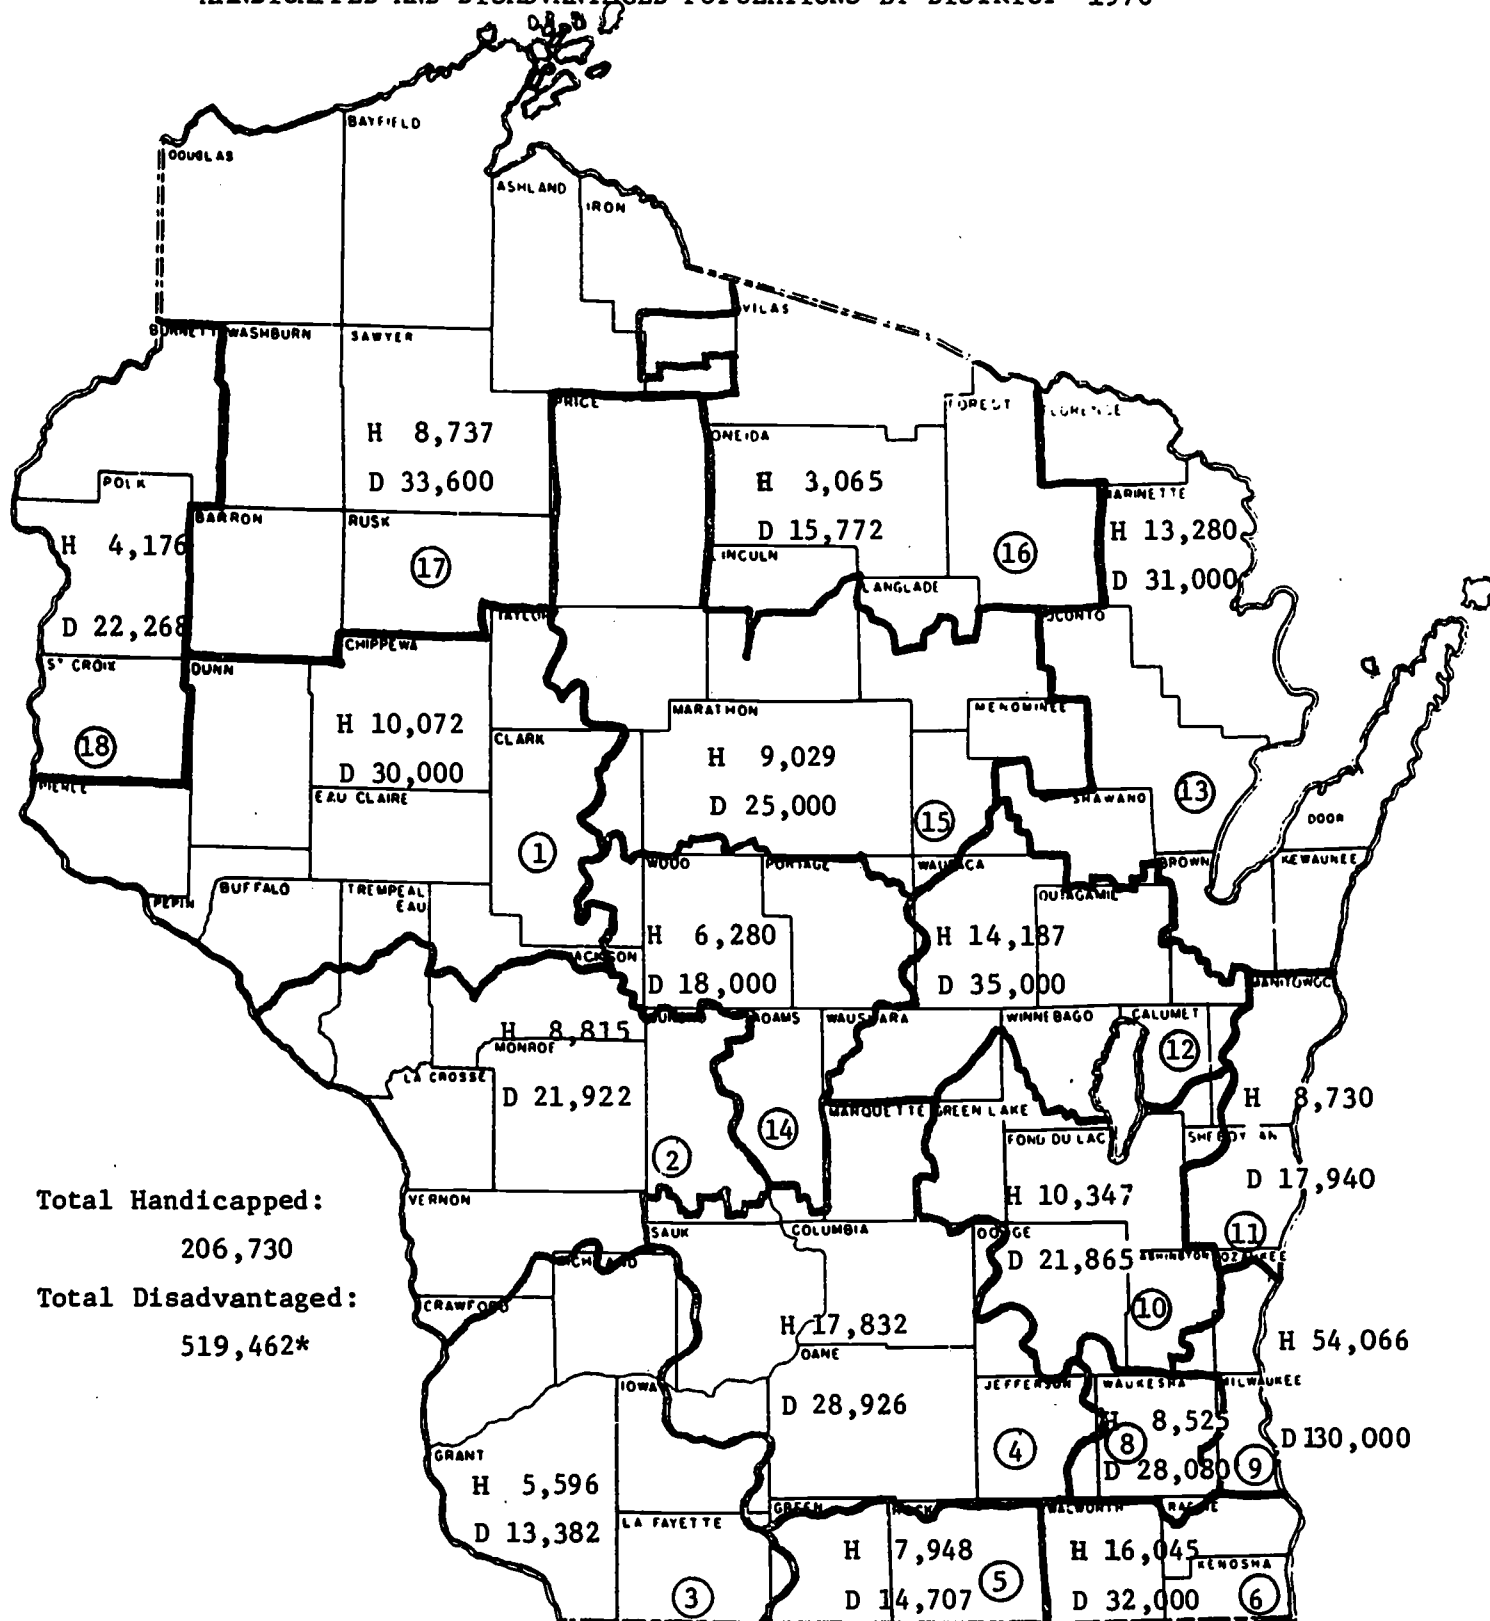 HANDICAPPED AND DISADVANTAGED POPULATIONS BY DISTRICT 1970
DOUGLAS
BAYFIELD
ASHLAND
IRON
VILAS
BURNETT
WASHBURN
SAWYER
PRICE
FOREST
FLORENCE
H 8,737
D 33,600
ONEIDA
H 3,065
D 15,772
POLK
BARRON
RUSK
17
16
MARINETTE
H 13,280
D 31,000
H 4,176
D 22,268
LINCOLN
LANGLADE
TAYLOR
OCONTO
CHIPPEWA
ST CROIX
DUNN
18
H 10,072
D 30,000
CLARK
MARATHON
H 9,029
D 25,000
MENOMINEE
15
SHAWANO
13
DOOR
PIERCE
EAU CLAIRE
1
WOOD
PORTAGE
WAUPACA
BROWN
KEWAUNEE
PEPIN
BUFFALO
TREMPEAL
EAU
OUTAGAMIE
H 6,280
D 18,000
H 14,187
D 35,000
JACKSON
MANITOWOC
JUNEAU
ADAMS
WAUSHARA
WINNEBAGO
CALUMET
12
H 8,815
MONROE
D 21,922
LA CROSSE
MARQUETTE
GREEN LAKE
H 8,730
14
2
FOND DU LAC
SHEBOYGAN
D 17,940
H 10,347
11
Total Handicapped:
206,730
Total Disadvantaged:
519,462*
VERNON
SAUK
COLUMBIA
DODGE
D 21,865
WASHINGTON
OZAUKEE
RICHLAND
CRAWFORD
10
H 17,832
DANE
H 54,066
IOWA
D 28,926
JEFFERSON
WAUKESHA
MILWAUKEE
H 8,525
D 28,080
4
8
9
D 130,000
GRANT
H 5,596
D 13,382
LA FAYETTE
3
GREEN
ROCK
WALWORTH
RACINE
H 7,948
D 14,707
5
H 16,045
D 32,000
KENOSHA
6